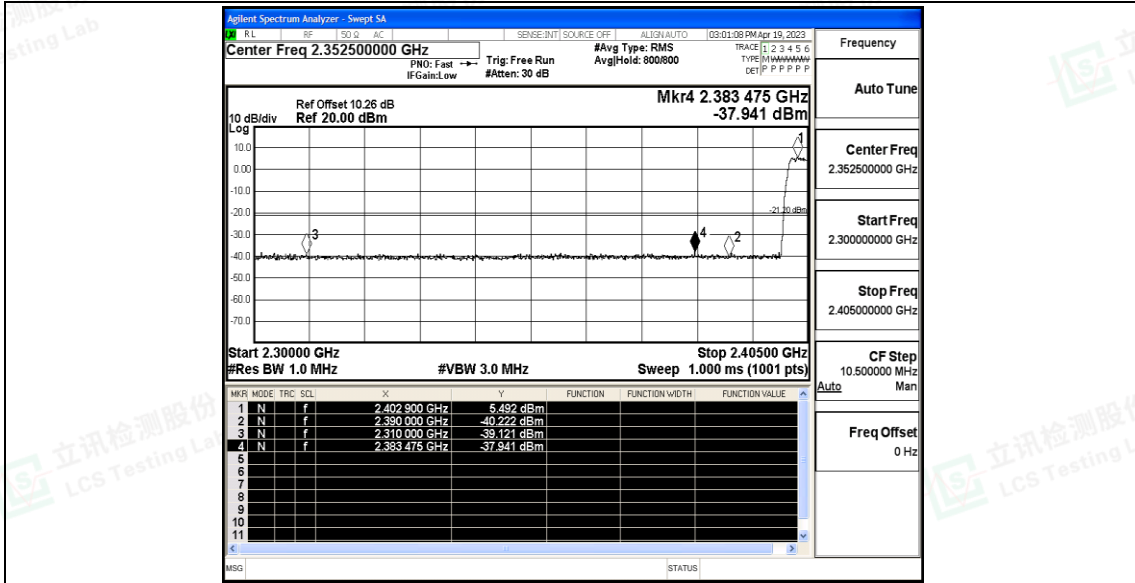 Agilent Spectrum Analyzer - Swept SA
RL RF 50 Ω AC SENSE:INT SOURCE OFF ALIGN AUTO 03:01:08 PM Apr 19, 2023
Center Freq 2.352500000 GHz
PNO: Fast
IFGain:Low
Trig: Free Run
#Atten: 30 dB
#Avg Type: RMS
Avg|Hold: 800/800
TRACE 1 2 3 4 5 6
TYPE M WWWWW
DET P P P P P P
Ref Offset 10.26 dB
Ref 20.00 dBm
10 dB/div
Log
Mkr4 2.383 475 GHz
-37.941 dBm
10.0
0.00
-10.0
-20.0
-30.0
-40.0
-50.0
-60.0
-70.0
1
-21.20 dBm
3
4
2
Start 2.30000 GHz
Stop 2.40500 GHz
#Res BW 1.0 MHz
#VBW 3.0 MHz
Sweep 1.000 ms (1001 pts)
MKR MODE TRC SCL X Y FUNCTION FUNCTION WIDTH FUNCTION VALUE
1 N f 2.402 900 GHz 5.492 dBm
2 N f 2.390 000 GHz -40.222 dBm
3 N f 2.310 000 GHz -39.121 dBm
4 N f 2.383 475 GHz -37.941 dBm
5
6
7
8
9
10
11
MSG
STATUS
Frequency
Auto Tune
Center Freq
2.352500000 GHz
Start Freq
2.300000000 GHz
Stop Freq
2.405000000 GHz
CF Step
10.500000 MHz
Auto Man
Freq Offset
0 Hz
立讯检测股份
LCS Testing Lab